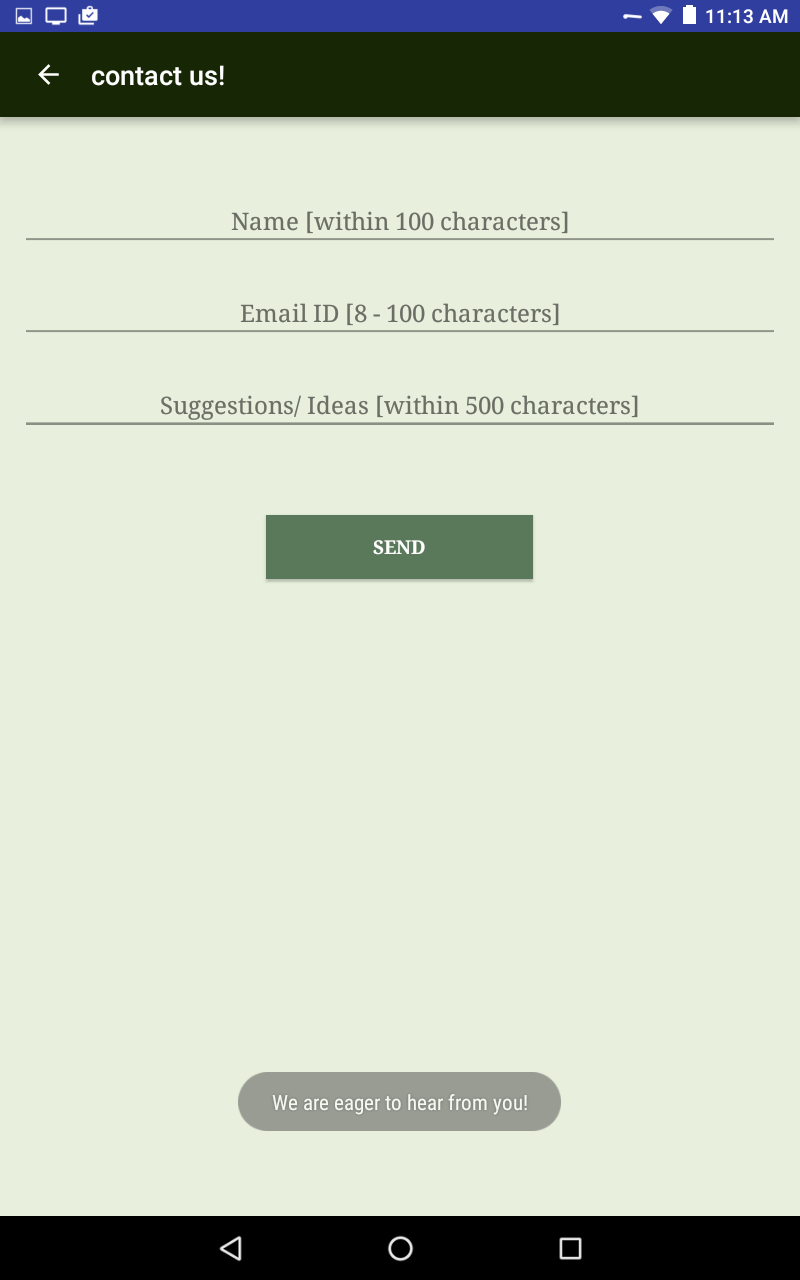 11:13 AM
contact us!
Name [within 100 characters]
Email ID [8 - 100 characters]
Suggestions/ Ideas [within 500 characters]
SEND
We are eager to hear from you!